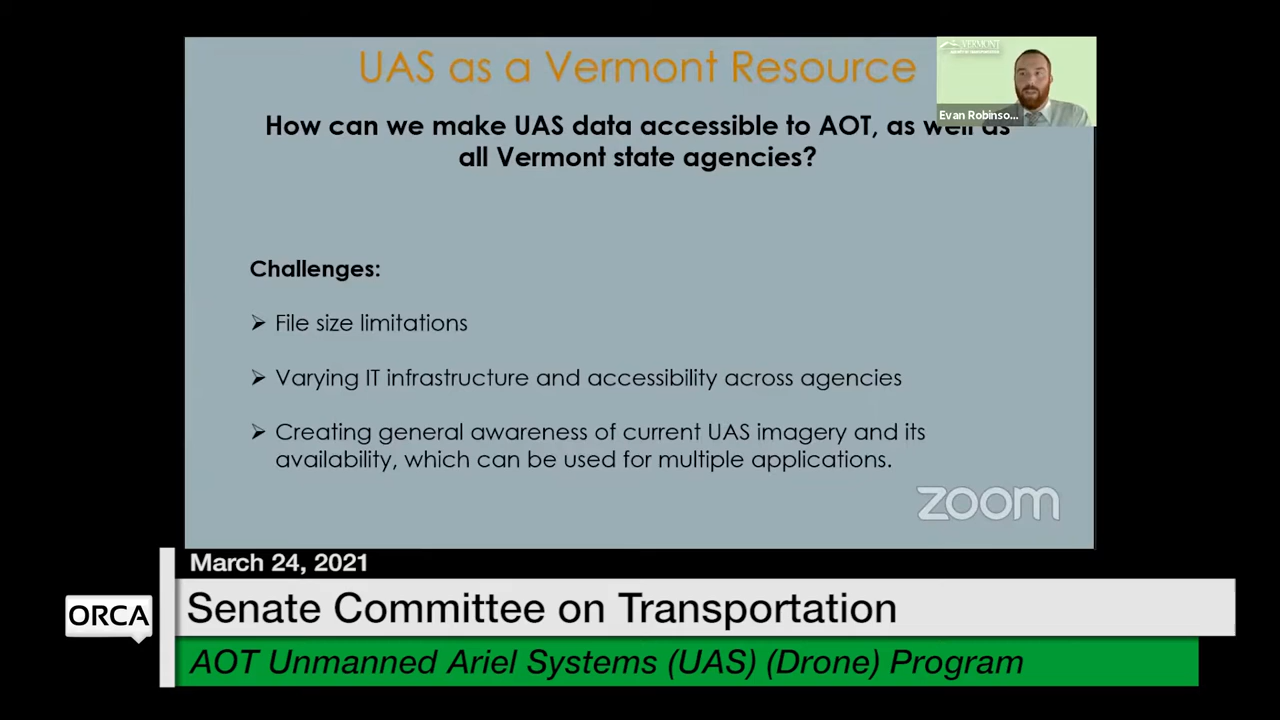 UAS as a Vermont Resource
VERMONT
Evan Robinso...
How can we make UAS data accessible to AOT, as well as
all Vermont state agencies?
Challenges:
➢ File size limitations
➢ Varying IT infrastructure and accessibility across agencies
➢ Creating general awareness of current UAS imagery and its
availability, which can be used for multiple applications.
zoom
March 24, 2021
ORCA
Senate Committee on Transportation
AOT Unmanned Ariel Systems (UAS) (Drone) Program